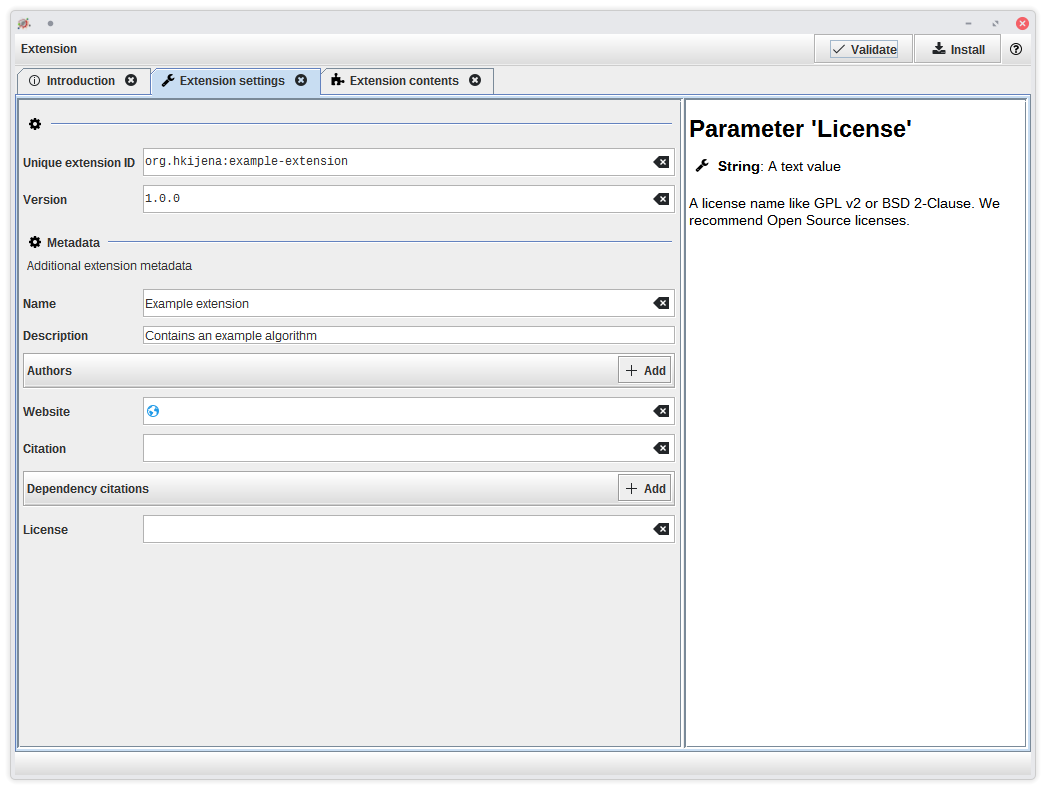 Extension
Validate
Install
Introduction
Extension settings
Extension contents
Unique extension ID
org.hkijena:example-extension
Version
1.0.0
Metadata
Additional extension metadata
Name
Example extension
Description
Contains an example algorithm
Authors
Add
Website
Citation
Dependency citations
Add
License
Parameter 'License'
String: A text value
A license name like GPL v2 or BSD 2-Clause. We
recommend Open Source licenses.